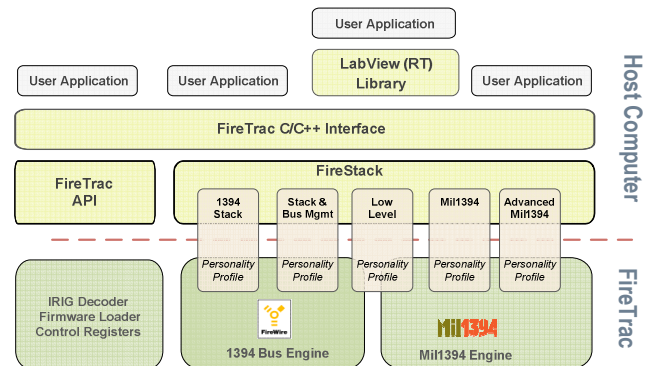 User Application
LabView (RT)
Library
User Application
User Application
User Application
FireTrac C/C++ Interface
Host Computer
FireTrac
API
FireStack
1394
Stack
Stack &
Bus Mgmt
Low
Level
Mil1394
Advanced
Mil1394
Personality
Profile
Personality
Profile
Personality
Profile
Personality
Profile
Personality
Profile
FireTrac
IRIG Decoder
Firmware Loader
Control Registers
FireWire
1394 Bus Engine
Mil1394
Mil1394 Engine